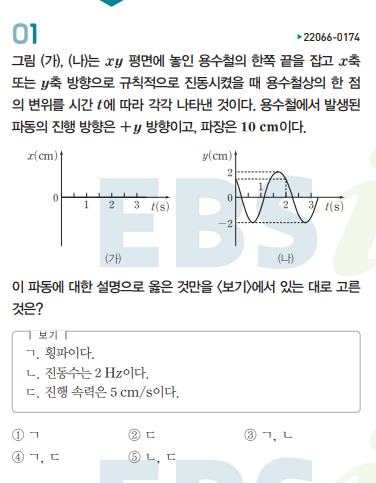 01
▶22066-0174
그림 (가), (나)는 xy 평면에 놓인 용수철의 한쪽 끝을 잡고 x축
또는 y축 방향으로 규칙적으로 진동시켰을 때 용수철상의 한 점
의 변위를 시간 t에 따라 각각 나타낸 것이다. 용수철에서 발생된
파동의 진행 방향은 +y 방향이고, 파장은 10 cm이다.
x(cm)
0
1 2 3 t(s)
(가)
y(cm)
2
1
0
2 3 t(s)
-2
(나)
EBSi
이 파동에 대한 설명으로 옳은 것만을 <보기>에서 있는 대로 고른
것은?
보기
ㄱ. 횡파이다.
ㄴ. 진동수는 2 Hz이다.
ㄷ. 진행 속력은 5 cm/s이다.
① ㄱ ② ㄷ ③ ㄱ, ㄴ
④ ㄱ, ㄷ ⑤ ㄴ, ㄷ